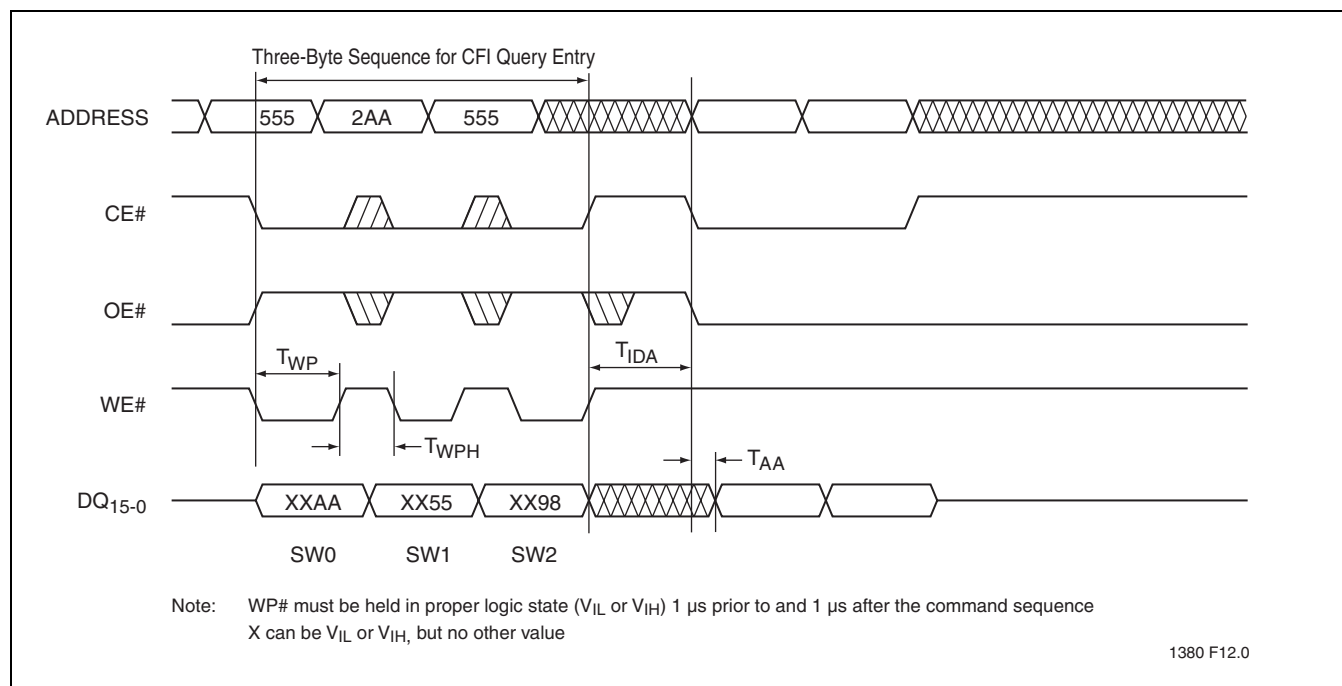 Three-Byte Sequence for CFI Query Entry
ADDRESS 555 2AA 555
CE#
OE#
TWP TIDA
WE#
TWPH TAA
DQ15-0 XXAA XX55 XX98
SW0 SW1 SW2
Note: WP# must be held in proper logic state (VIL or VIH) 1 µs prior to and 1 µs after the command sequence
X can be VIL or VIH, but no other value
1380 F12.0